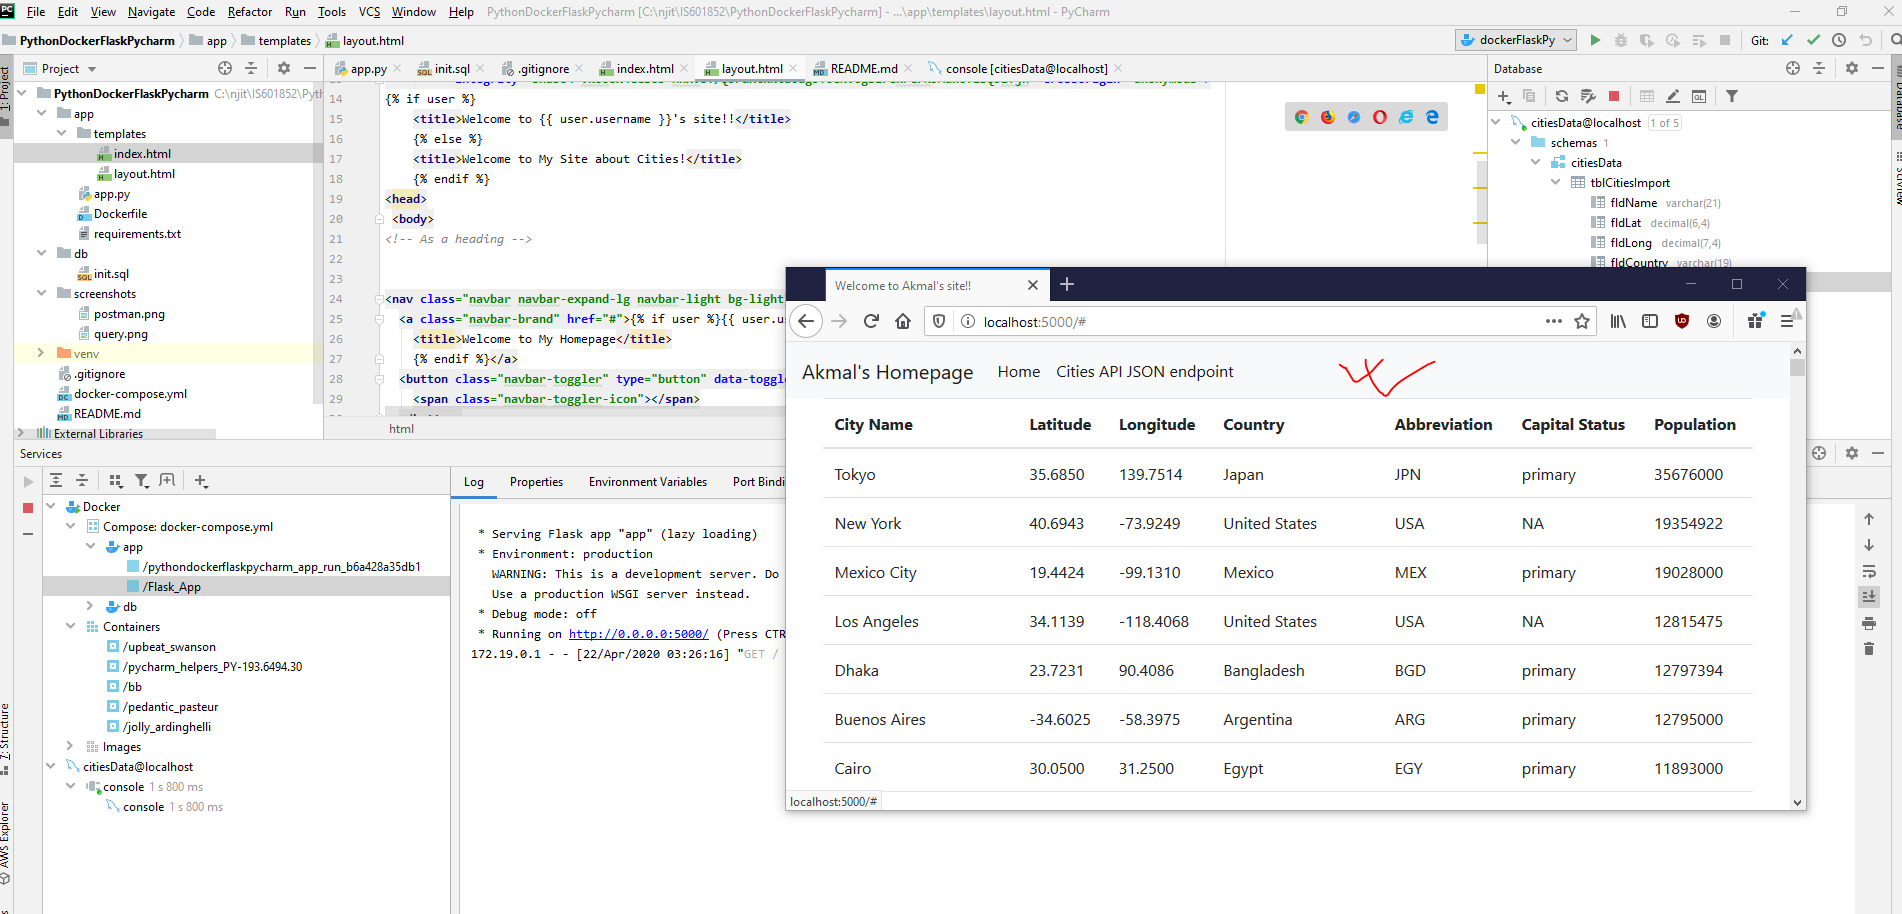 PC File Edit View Navigate Code Refactor Run Tools VCS Window Help PythonDockerFlaskPycharm [C:\njit\IS601852\PythonDockerFlaskPycharm] - ...\app\templates\layout.html - PyCharm
PythonDockerFlaskPycharm app templates layout.html dockerFlaskPy Git:
1: Project
Project
app.py init.sql .gitignore index.html layout.html README.md console [citiesData@localhost]
Database
PythonDockerFlaskPycharm C:\njit\IS601852\Pyth
app
templates
index.html
layout.html
app.py
Dockerfile
requirements.txt
db
init.sql
screenshots
postman.png
query.png
venv
.gitignore
docker-compose.yml
README.md
External Libraries
14 {% if user %}
15 <title>Welcome to {{ user.username }}'s site!!</title>
16 {% else %}
17 <title>Welcome to My Site about Cities!</title>
18 {% endif %}
19 <head>
20 <body>
21 <!-- As a heading -->
22
23
24 <nav class="navbar navbar-expand-lg navbar-light bg-light
25 <a class="navbar-brand" href="#">{% if user %}{{ user.us
26 <title>Welcome to My Homepage</title>
27 {% endif %}</a>
28 <button class="navbar-toggler" type="button" data-toggle
29 <span class="navbar-toggler-icon"></span>
html
citiesData@localhost 1 of 5
schemas 1
citiesData
tblCitiesImport
fldName varchar(21)
fldLat decimal(6,4)
fldLong decimal(7,4)
fldCountry varchar(19)
Database
SciView
Welcome to Akmal's site!!
localhost:5000/#
Akmal's Homepage Home Cities API JSON endpoint
City Name Latitude Longitude Country Abbreviation Capital Status Population
Tokyo 35.6850 139.7514 Japan JPN primary 35676000
New York 40.6943 -73.9249 United States USA NA 19354922
Mexico City 19.4424 -99.1310 Mexico MEX primary 19028000
Los Angeles 34.1139 -118.4068 United States USA NA 12815475
Dhaka 23.7231 90.4086 Bangladesh BGD primary 12797394
Buenos Aires -34.6025 -58.3975 Argentina ARG primary 12795000
Cairo 30.0500 31.2500 Egypt EGY primary 11893000
localhost:5000/#
Services
Docker
Compose: docker-compose.yml
app
/pythondockerflaskpycharm_app_run_b6a428a35db1
/Flask_App
db
Containers
/upbeat_swanson
/pycharm_helpers_PY-193.6494.30
/bb
/pedantic_pasteur
/jolly_ardinghelli
Images
citiesData@localhost
console 1 s 800 ms
console 1 s 800 ms
Log Properties Environment Variables Port Bindi
* Serving Flask app "app" (lazy loading)
* Environment: production
WARNING: This is a development server. Do
Use a production WSGI server instead.
* Debug mode: off
* Running on http://0.0.0.0:5000/ (Press CTR
172.19.0.1 - - [22/Apr/2020 03:26:16] "GET /
7: Structure
AWS Explorer